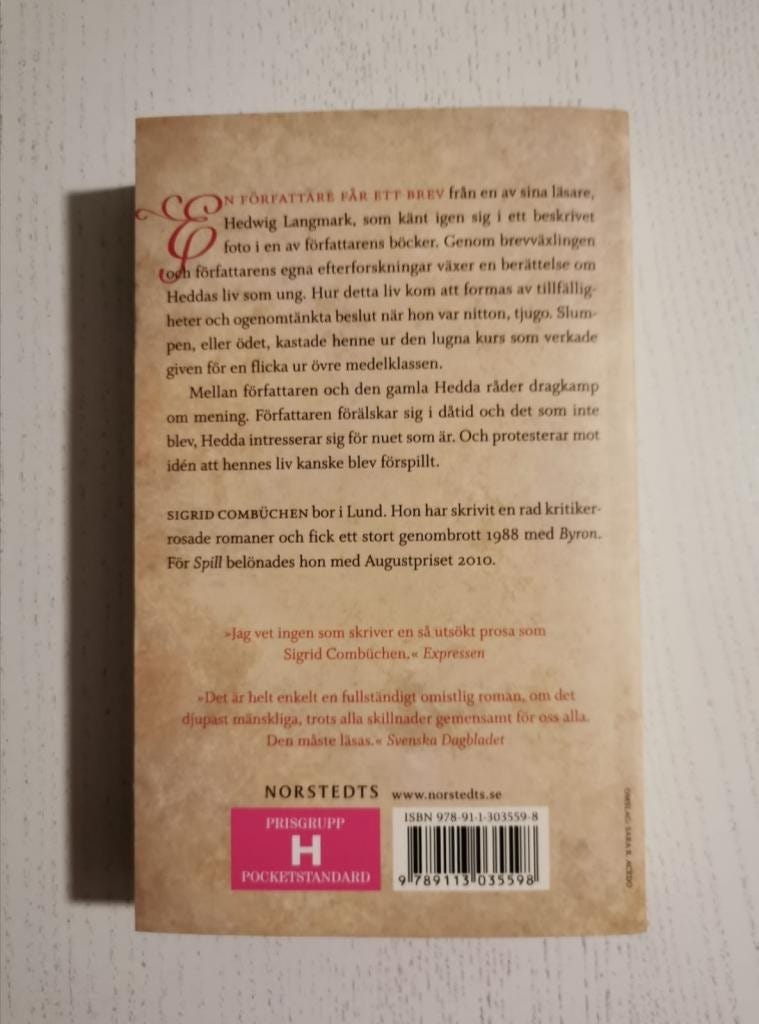 EN FÖRFATTARE FÅR ETT BREV från en av sina läsare,
Hedwig Langmark, som känt igen sig i ett beskrivet
foto i en av författarens böcker. Genom brevväxlingen
och författarens egna efterforskningar växer en berättelse om
Heddas liv som ung. Hur detta liv kom att formas av tillfällig-
heter och ogenomtänkta beslut när hon var nitton, tjugo. Slum-
pen, eller ödet, kastade henne ur den lugna kurs som verkade
given för en flicka ur övre medelklassen.
Mellan författaren och den gamla Hedda råder dragkamp
om mening. Författaren förälskar sig i dåtid och det som inte
blev, Hedda intresserar sig för nuet som är. Och protesterar mot
idén att hennes liv kanske blev förspillt.
SIGRID COMBÜCHEN bor i Lund. Hon har skrivit en rad kritiker-
rosade romaner och fick ett stort genombrott 1988 med Byron.
För Spill belönades hon med Augustpriset 2010.
»Jag vet ingen som skriver en så utsökt prosa som
Sigrid Combüchen.« Expressen
»Det är helt enkelt en fullständigt omistlig roman, om det
djupast mänskliga, trots alla skillnader gemensamt för oss alla.
Den måste läsas.« Svenska Dagbladet
NORSTEDTS www.norstedts.se
PRISGRUPP
H
POCKETSTANDARD
ISBN 978-91-1-303559-8
9 789113 035598
OMSLAG: SARA R. ACEDO